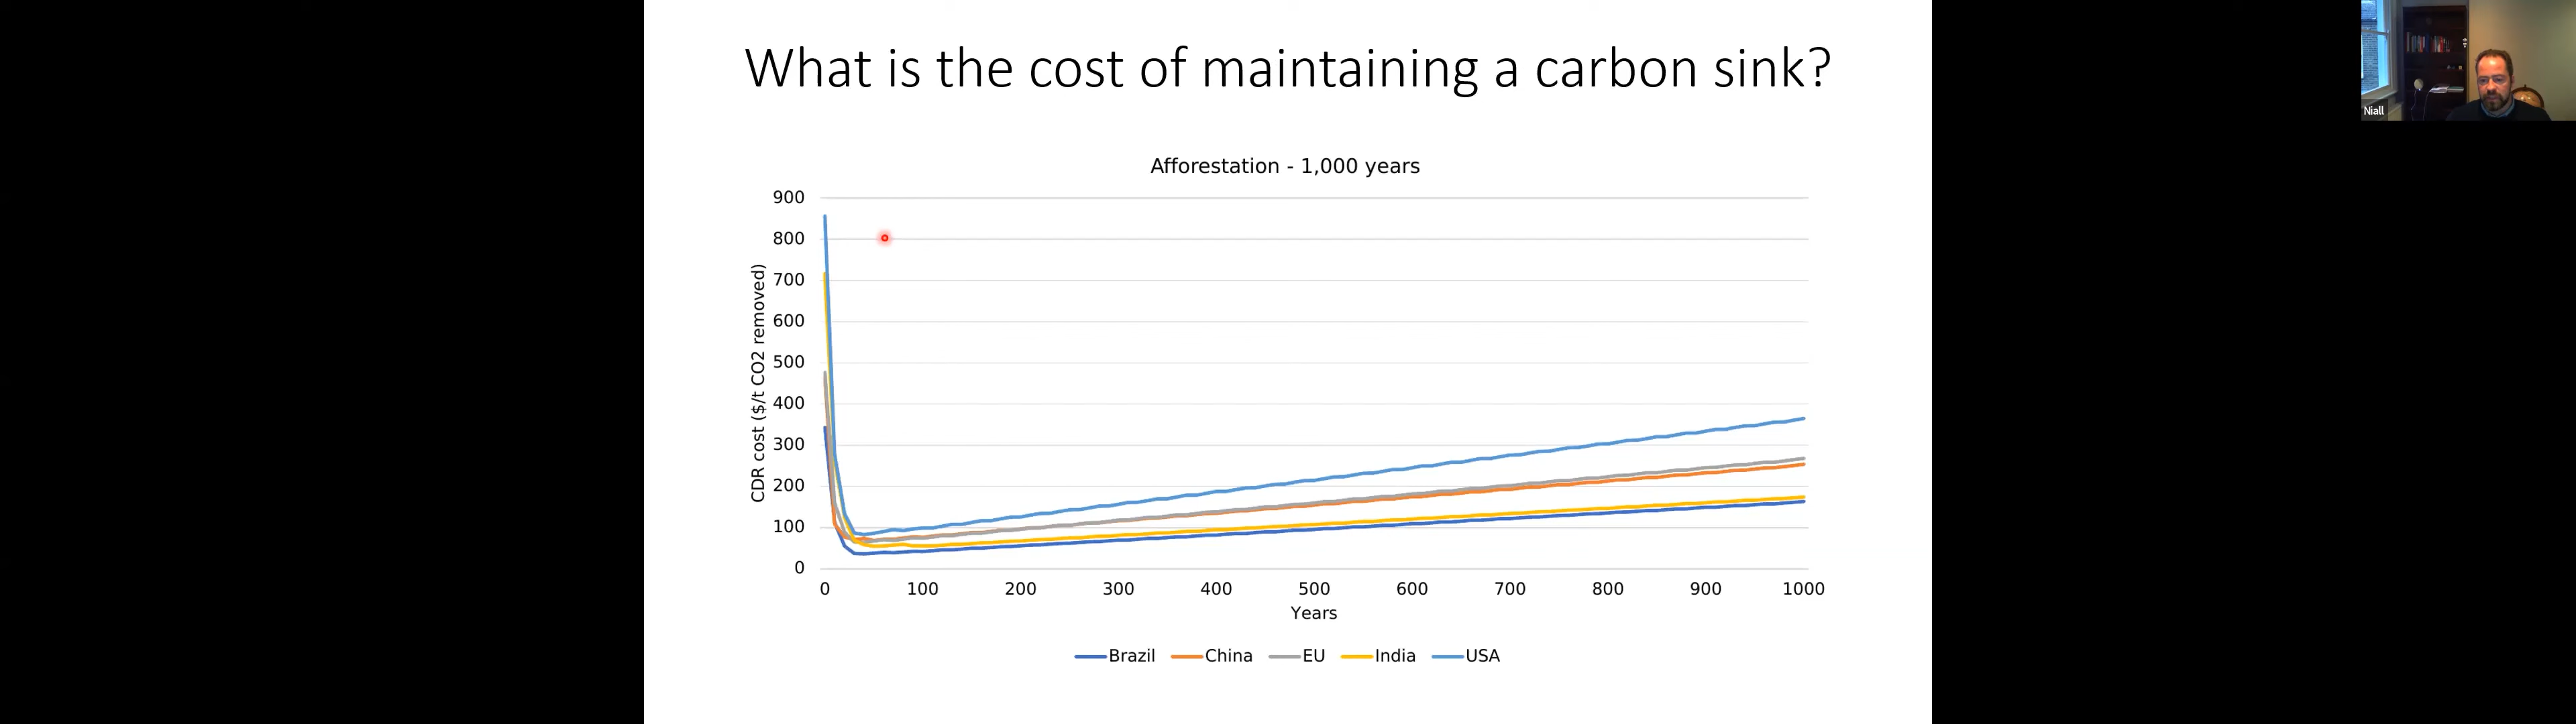 What is the cost of maintaining a carbon sink?
Niall
Afforestation - 1,000 years
CDR cost ($/t CO2 removed)
900
800
700
600
500
400
300
200
100
0
0 100 200 300 400 500 600 700 800 900 1000
Years
Brazil China EU India USA